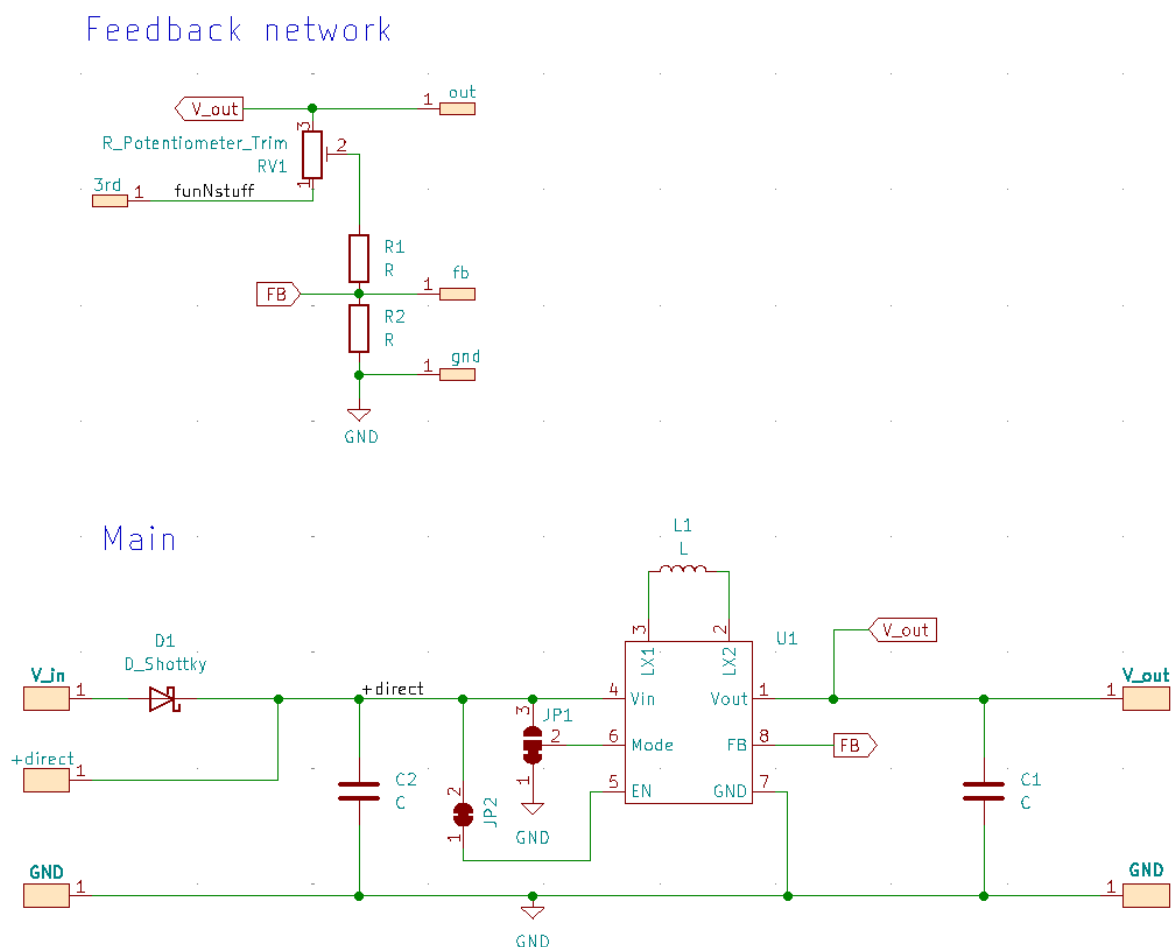 Feedback network
V_out
1
out
3
R_Potentiometer_Trim
2
RV1
1
3rd
1
funNstuff
R1
R
FB
1
fb
R2
R
1
gnd
GND
Main
L1
L
3
2
U1
LX1
LX2
V_out
D1
D_Shottky
V_in
1
+direct
4
Vin
Vout
1
1
V_out
3
JP1
2
6
Mode
FB
8
FB
+direct
1
C2
C
2
JP2
1
1
GND
5
EN
GND
7
C1
C
GND
1
1
GND
GND